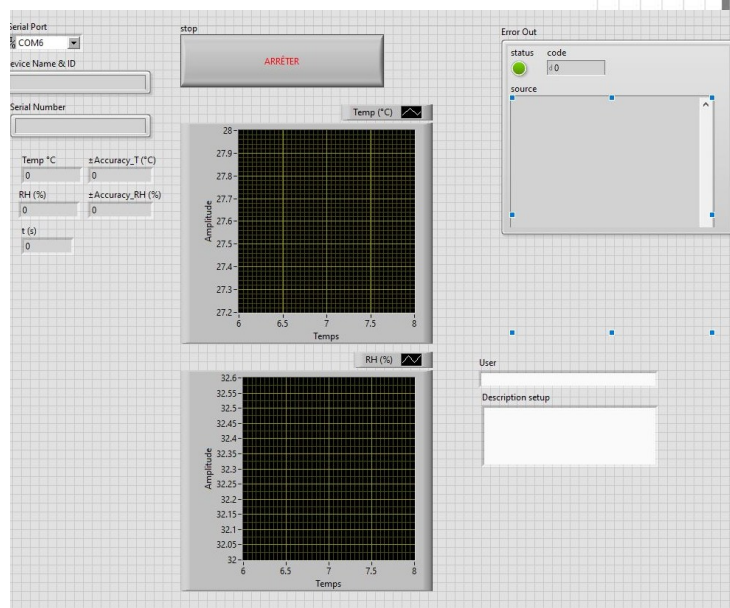 Serial Port
COM6
evice Name & ID
Serial Number
Temp °C
±Accuracy_T (°C)
0
0
RH (%)
±Accuracy_RH (%)
0
0
t (s)
0
stop
ARRÊTER
Temp (°C)
28
27.9
27.8
27.7
27.6
27.5
27.4
27.3
27.2
Amplitude
6
6.5
7
7.5
8
Temps
RH (%)
32.6
32.55
32.5
32.45
32.4
32.35
32.3
32.25
32.2
32.15
32.1
32.05
32
Amplitude
6
6.5
7
7.5
8
Temps
Error Out
status
code
d 0
source
User
Description setup